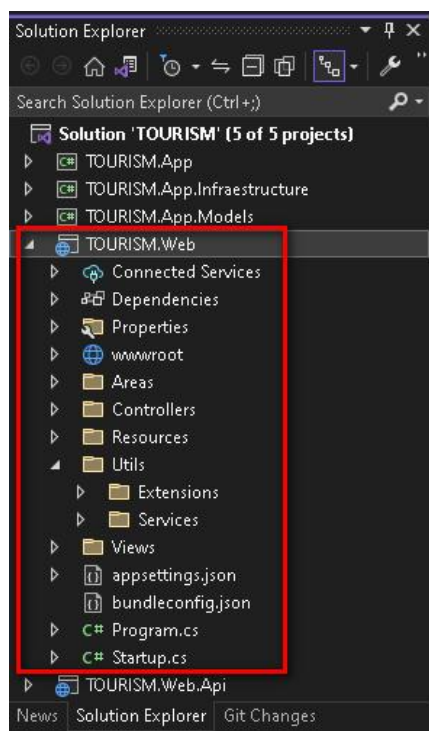 Solution Explorer
Search Solution Explorer (Ctrl+;)
Solution 'TOURISM' (5 of 5 projects)
C# TOURISM.App
C# TOURISM.App.Infraestructure
C# TOURISM.App.Models
TOURISM.Web
Connected Services
Dependencies
Properties
wwwroot
Areas
Controllers
Resources
Utils
Extensions
Services
Views
appsettings.json
bundleconfig.json
C# Program.cs
C# Startup.cs
TOURISM.Web.Api
News Solution Explorer Git Changes